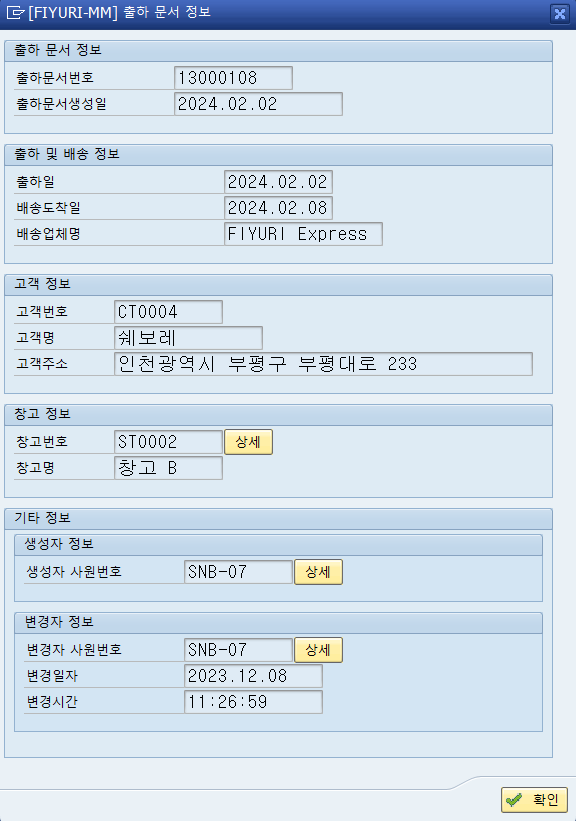 [FIYURI-MM] 출하 문서 정보
출하 문서 정보
출하문서번호 13000108
출하문서생성일 2024.02.02
출하 및 배송 정보
출하일 2024.02.02
배송도착일 2024.02.08
배송업체명 FIYURI Express
고객 정보
고객번호 CT0004
고객명 쉐보레
고객주소 인천광역시 부평구 부평대로 233
창고 정보
창고번호 ST0002 상세
창고명 창고 B
기타 정보
생성자 정보
생성자 사원번호 SNB-07 상세
변경자 정보
변경자 사원번호 SNB-07 상세
변경일자 2023.12.08
변경시간 11:26:59
확인